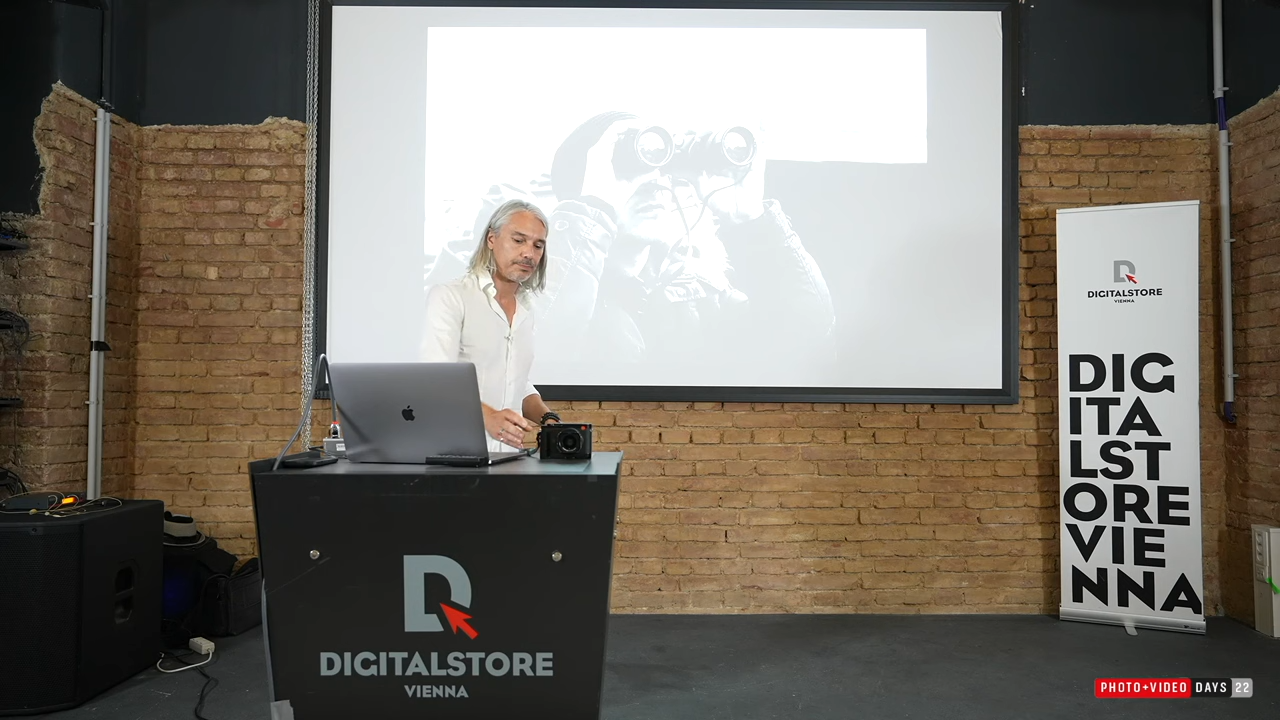 DIGITALSTORE
VIENNA
DIG
ITA
LST
ORE
VIE
NNA
DIGITALSTORE
VIENNA
PHOTO+VIDEO DAYS 22